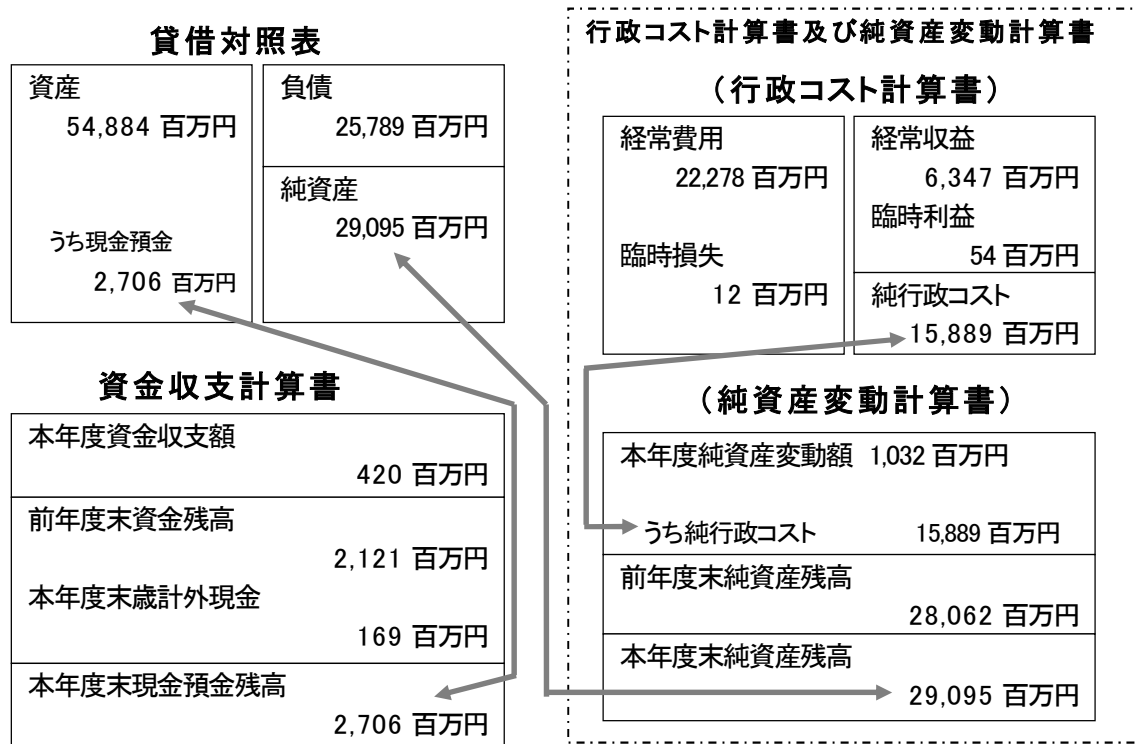 貸借対照表
資産
54,884 百万円
うち現金預金
2,706 百万円
負債
25,789 百万円
純資産
29,095 百万円
資金収支計算書
本年度資金収支額
420 百万円
前年度末資金残高
2,121 百万円
本年度末歳計外現金
169 百万円
本年度末現金預金残高
2,706 百万円
行政コスト計算書及び純資産変動計算書
（行政コスト計算書）
経常費用
22,278 百万円
臨時損失
12 百万円
経常収益
6,347 百万円
臨時利益
54 百万円
純行政コスト
15,889 百万円
（純資産変動計算書）
本年度純資産変動額 1,032 百万円
うち純行政コスト 15,889 百万円
前年度末純資産残高
28,062 百万円
本年度末純資産残高
29,095 百万円